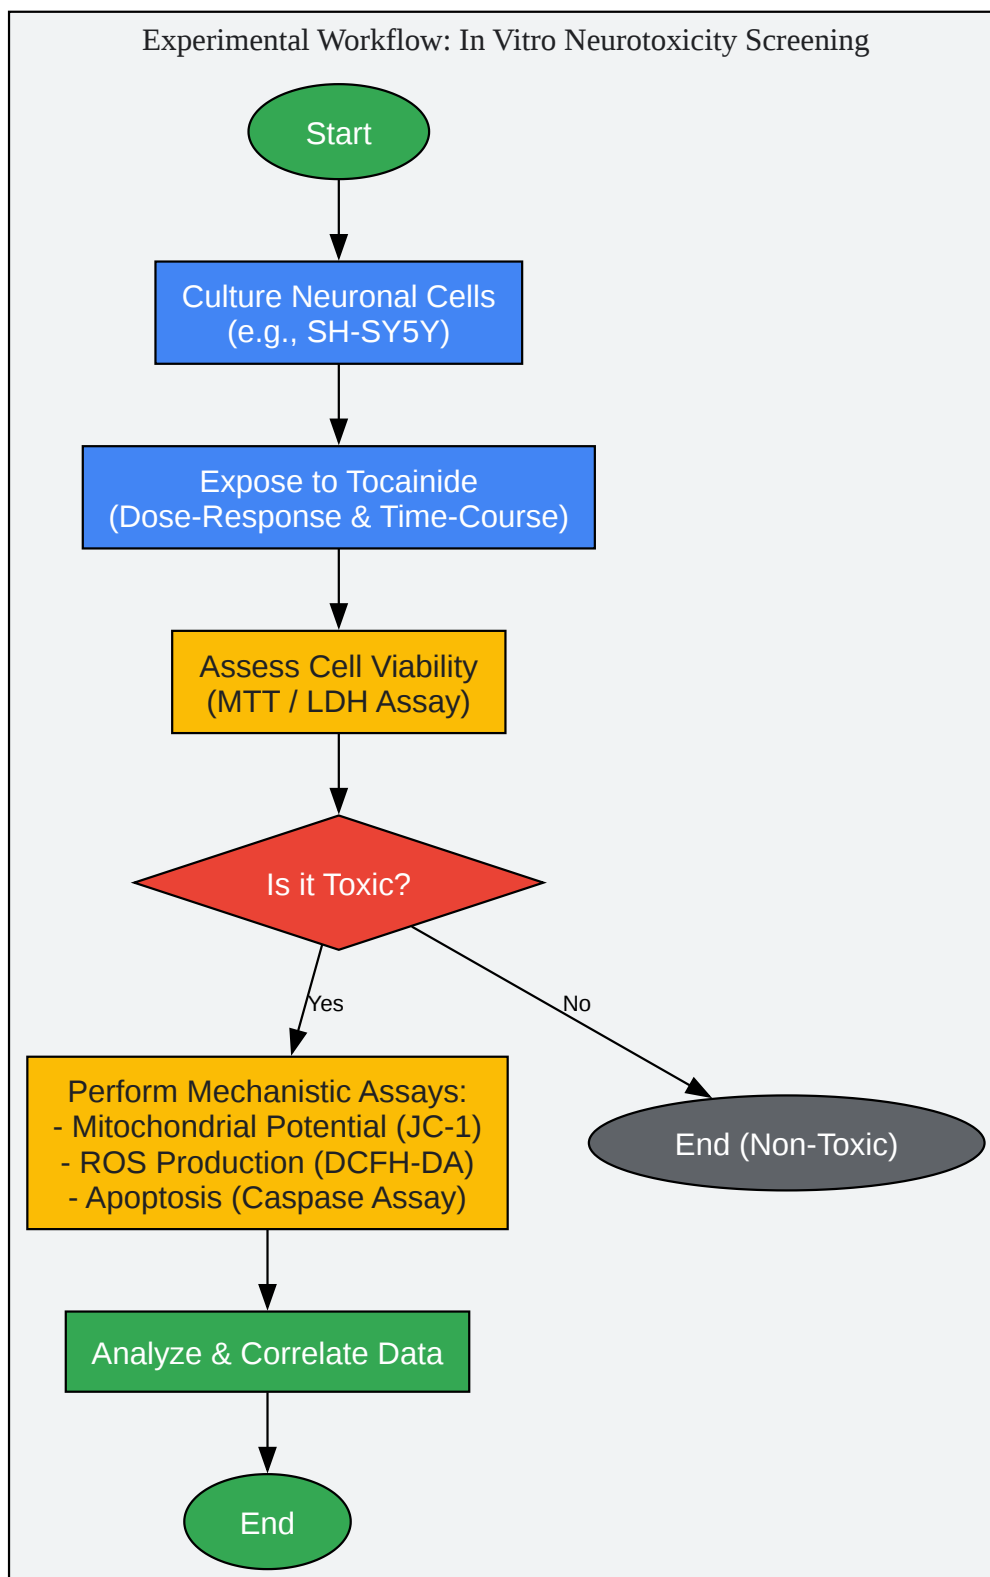 Experimental Workflow: In Vitro Neurotoxicity Screening
Start
Culture Neuronal Cells
(e.g., SH-SY5Y)
Expose to Tocainide
(Dose-Response & Time-Course)
Assess Cell Viability
(MTT / LDH Assay)
Is it Toxic?
Yes
No
Perform Mechanistic Assays:
- Mitochondrial Potential (JC-1)
- ROS Production (DCFH-DA)
- Apoptosis (Caspase Assay)
End (Non-Toxic)
Analyze & Correlate Data
End